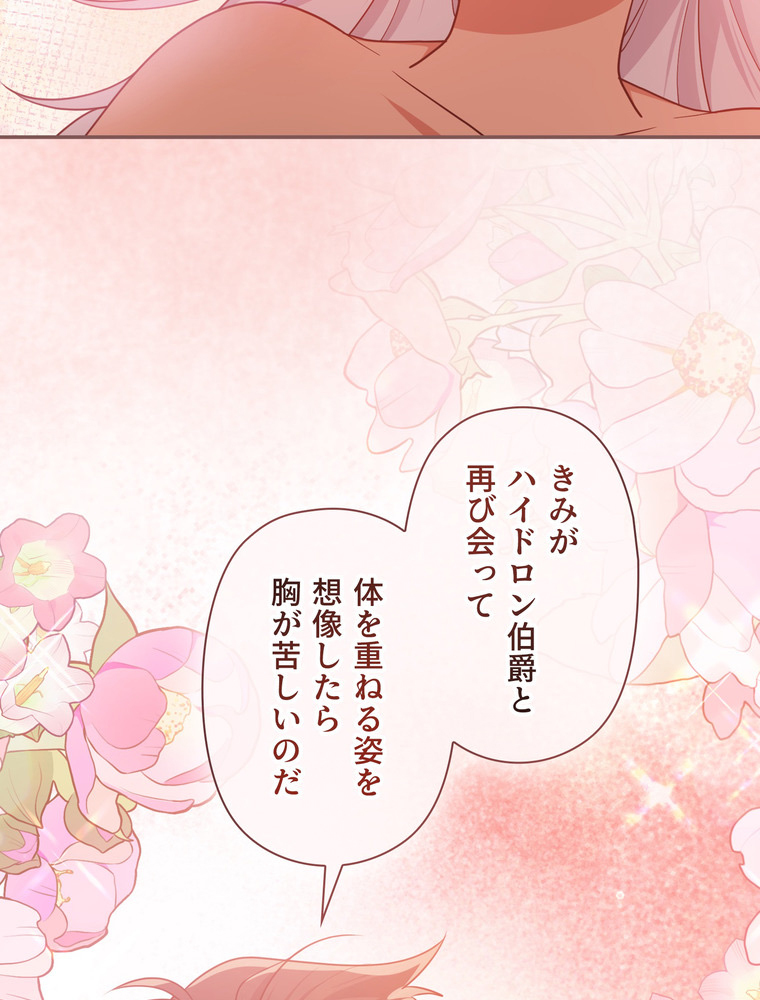 きみが
ハイドロン伯爵と
再び会って
体を重ねる姿を
想像したら
胸が苦しいのだ